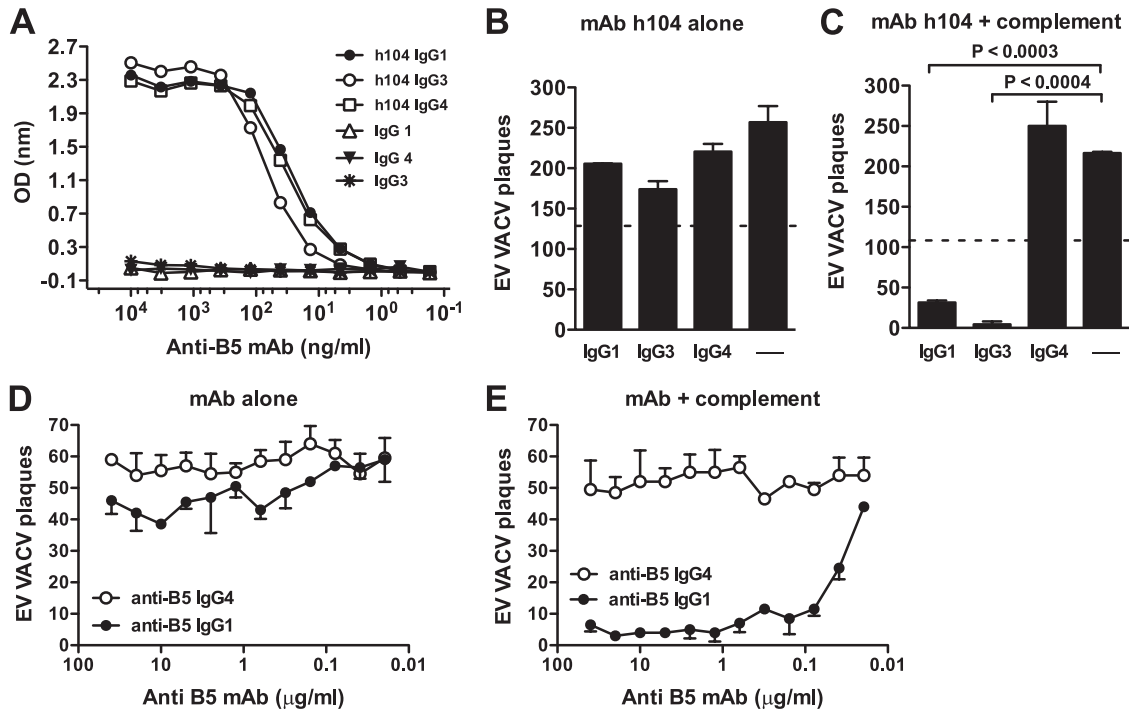 A
2.7
2.3
1.9
1.5
1.1
0.7
0.3
-0.1
OD (nm)
10⁴ 10³ 10² 10¹ 10⁰ 10⁻¹
Anti-B5 mAb (ng/ml)
h104 IgG1
h104 IgG3
h104 IgG4
IgG 1
IgG 4
IgG3
B mAb h104 alone
300
250
200
150
100
50
0
EV VACV plaques
IgG1 IgG3 IgG4 —
C mAb h104 + complement
P < 0.0003
P < 0.0004
300
250
200
150
100
50
0
EV VACV plaques
IgG1 IgG3 IgG4 —
D mAb alone
70
60
50
40
30
20
10
0
EV VACV plaques
anti-B5 IgG4
anti-B5 IgG1
100 10 1 0.1 0.01
Anti B5 mAb (μg/ml)
E mAb + complement
70
60
50
40
30
20
10
0
EV VACV plaques
anti-B5 IgG4
anti-B5 IgG1
100 10 1 0.1 0.01
Anti B5 mAb (μg/ml)